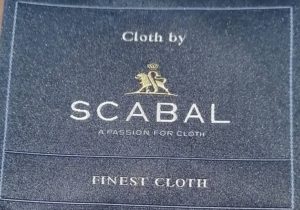 Cloth by
SCABAL
A PASSION FOR CLOTH
FINEST CLOTH